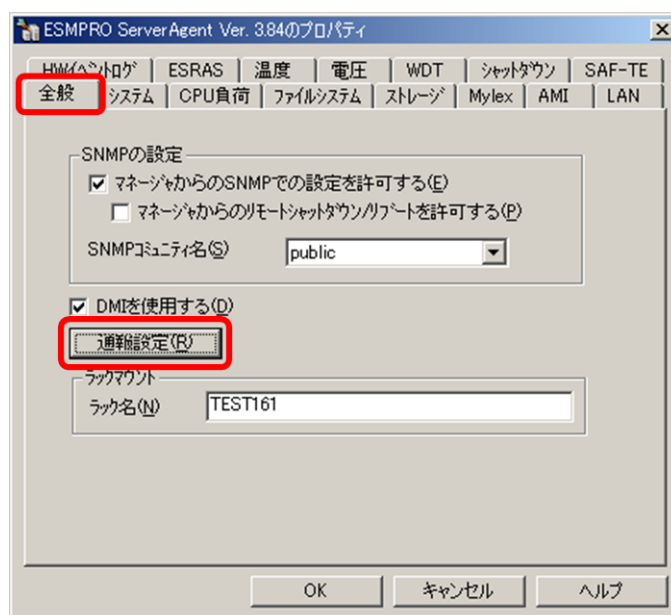 ESMPRO ServerAgent Ver. 3.84のプロパティ
HWイベントログ ESRAS 温度 電圧 WDT シャットダウン SAF-TE
全般 システム CPU負荷 ファイルシステム ストレージ Mylex AMI LAN
SNMPの設定
マネージャからのSNMPでの設定を許可する(E)
マネージャからのリモートシャットダウン/リブートを許可する(P)
SNMPコミュニティ名(S) public
DMIを使用する(D)
通報設定(R)
ラックマウント
ラック名(N) TEST161
OK キャンセル ヘルプ